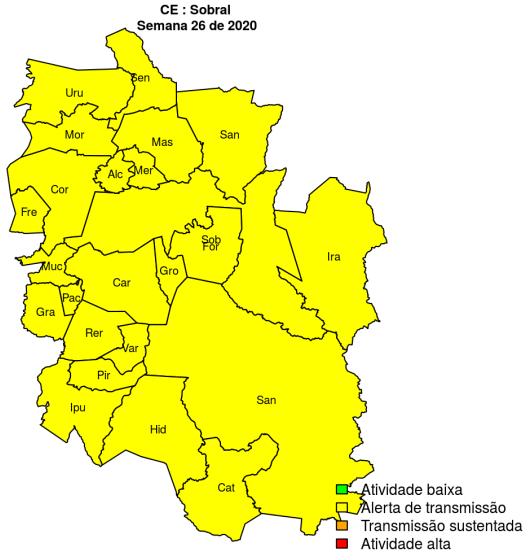 CE : Sobral
Semana 26 de 2020
Sen
Uru
Mor
Mas
San
Alc
Mer
Cor
Fre
Sob
For
Ira
Muc
Gro
Car
Pac
Gra
Rer
Var
Pir
San
Ipu
Hid
Cat
Atividade baixa
Alerta de transmissão
Transmissão sustentada
Atividade alta